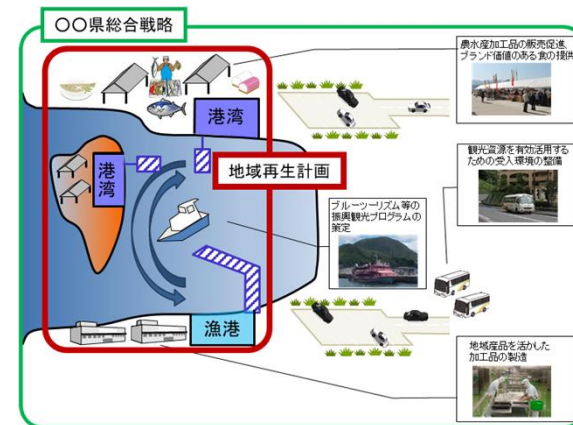 〇〇県総合戦略
農水産加工品の販売促進、
ブランド価値のある食の提供
港湾
港湾
地域再生計画
観光資源を有効活用する
ための受入環境の整備
ブルーツーリズム等の
振興観光プログラムの
策定
漁港
地域産品を活かした
加工品の製造